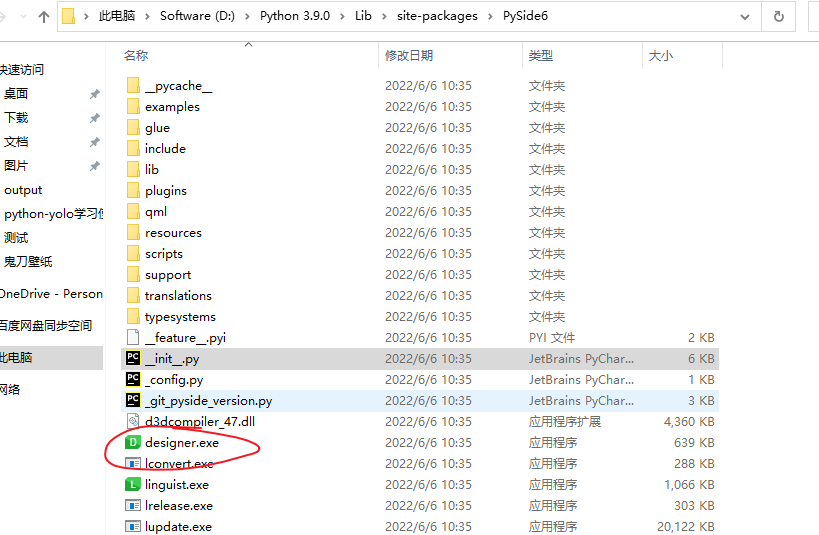 此电脑 › Software (D:) › Python 3.9.0 › Lib › site-packages › PySide6
名称 修改日期 类型 大小
快速访问
桌面
下载
文档
图片
output
python-yolo学习使
测试
鬼刀壁纸
OneDrive - Person
百度网盘同步空间
此电脑
网络
__pycache__ 2022/6/6 10:35 文件夹
examples 2022/6/6 10:35 文件夹
glue 2022/6/6 10:35 文件夹
include 2022/6/6 10:35 文件夹
lib 2022/6/6 10:35 文件夹
plugins 2022/6/6 10:35 文件夹
qml 2022/6/6 10:35 文件夹
resources 2022/6/6 10:35 文件夹
scripts 2022/6/6 10:35 文件夹
support 2022/6/6 10:35 文件夹
translations 2022/6/6 10:35 文件夹
typesystems 2022/6/6 10:35 文件夹
__feature__.pyi 2022/6/6 10:35 PYI 文件 2 KB
PC __init__.py 2022/6/6 10:35 JetBrains PyChar... 6 KB
PC _config.py 2022/6/6 10:35 JetBrains PyChar... 1 KB
PC _git_pyside_version.py 2022/6/6 10:35 JetBrains PyChar... 3 KB
d3dcompiler_47.dll 2022/6/6 10:35 应用程序扩展 4,360 KB
D designer.exe 2022/6/6 10:35 应用程序 639 KB
lconvert.exe 2022/6/6 10:35 应用程序 288 KB
L linguist.exe 2022/6/6 10:35 应用程序 1,066 KB
lrelease.exe 2022/6/6 10:35 应用程序 303 KB
lupdate.exe 2022/6/6 10:35 应用程序 20,122 KB